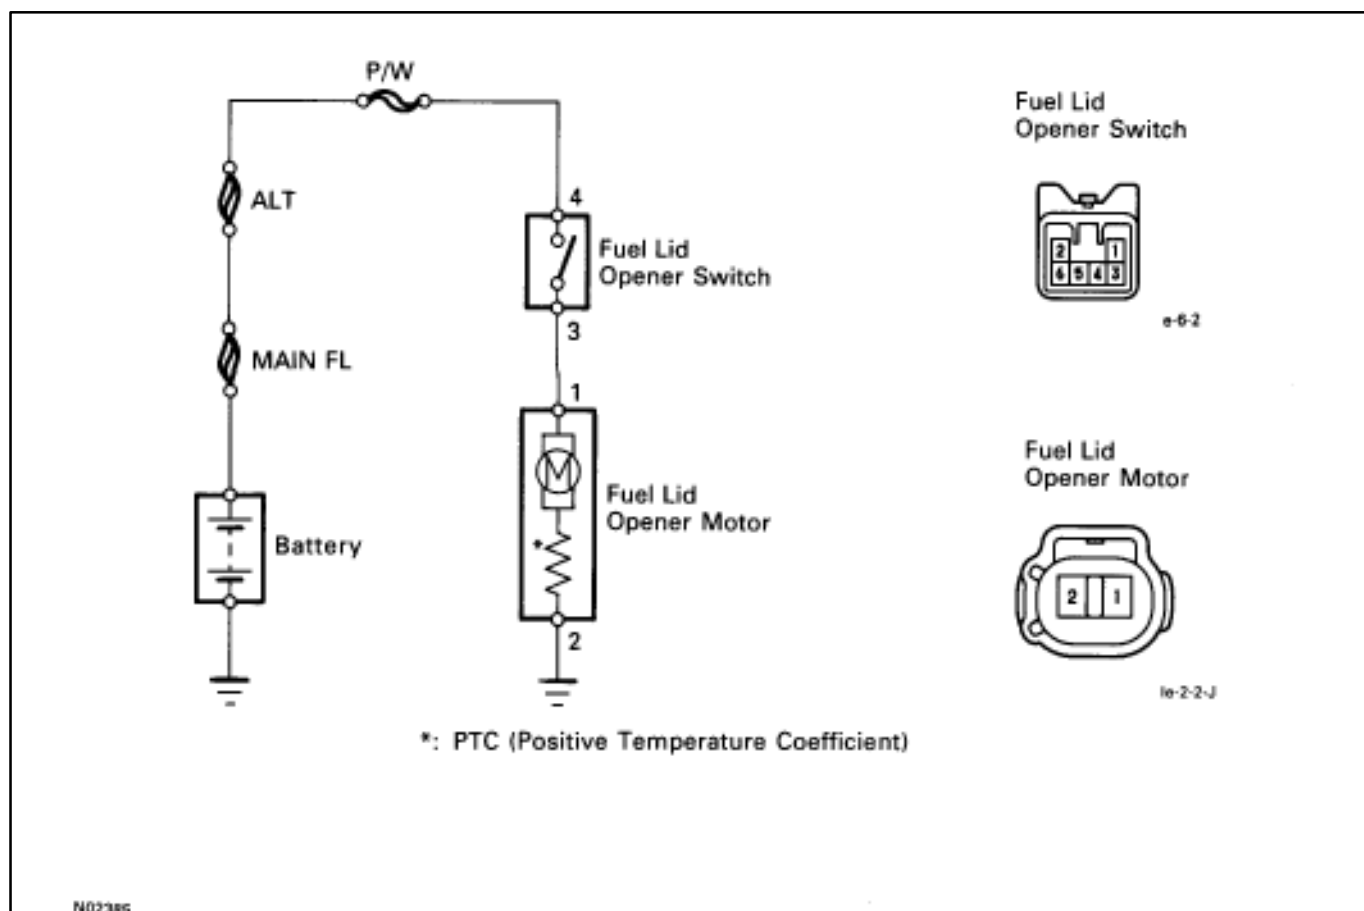 P/W
ALT
MAIN FL
Battery
4
Fuel Lid
Opener Switch
3
1
Fuel Lid
Opener Motor
2
*
*: PTC (Positive Temperature Coefficient)
Fuel Lid
Opener Switch
2 1
6 5 4 3
e-6-2
Fuel Lid
Opener Motor
2 1
le-2-2-J
N02385